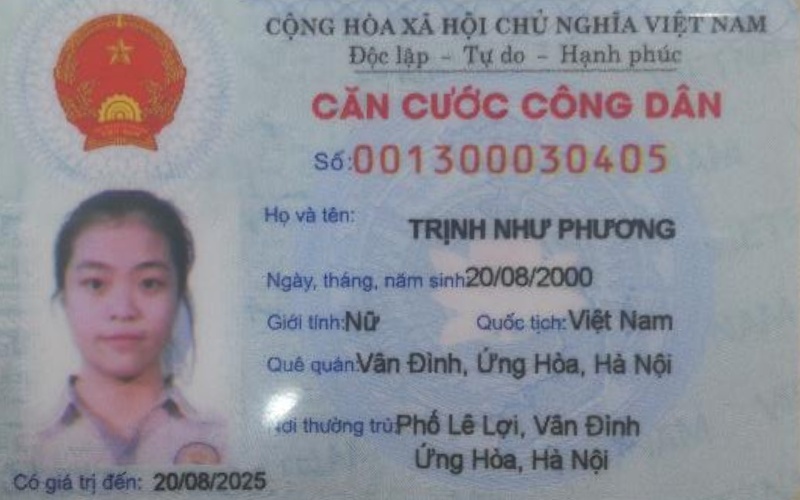 CỘNG HÒA XÃ HỘI CHỦ NGHĨA VIỆT NAM
Độc lập - Tự do - Hạnh phúc
CĂN CƯỚC CÔNG DÂN
Số: 001300030405
Họ và tên: TRỊNH NHƯ PHƯƠNG
Ngày, tháng, năm sinh: 20/08/2000
Giới tính: Nữ Quốc tịch: Việt Nam
Quê quán: Vân Đình, Ứng Hòa, Hà Nội
Nơi thường trú: Phố Lê Lợi, Vân Đình
Ứng Hòa, Hà Nội
Có giá trị đến: 20/08/2025